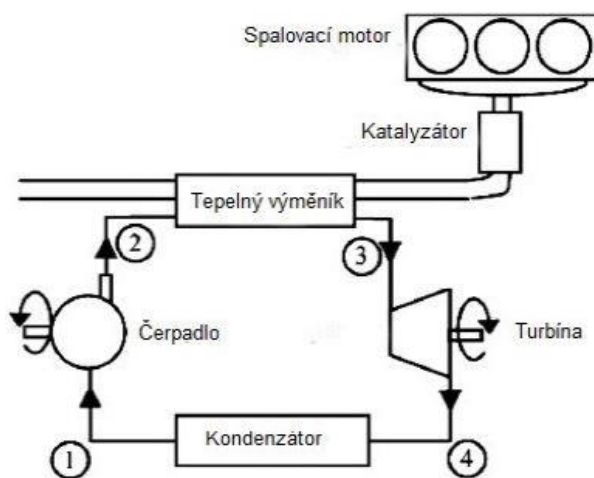 Spalovací motor
Katalyzátor
Tepelný výměník
2
3
Čerpadlo
Turbína
Kondenzátor
1
4